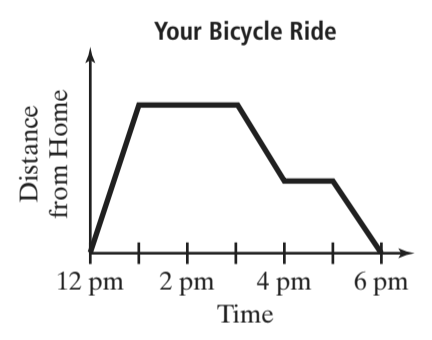 Your Bicycle Ride
Distance
from Home
12 pm 2 pm 4 pm 6 pm
Time